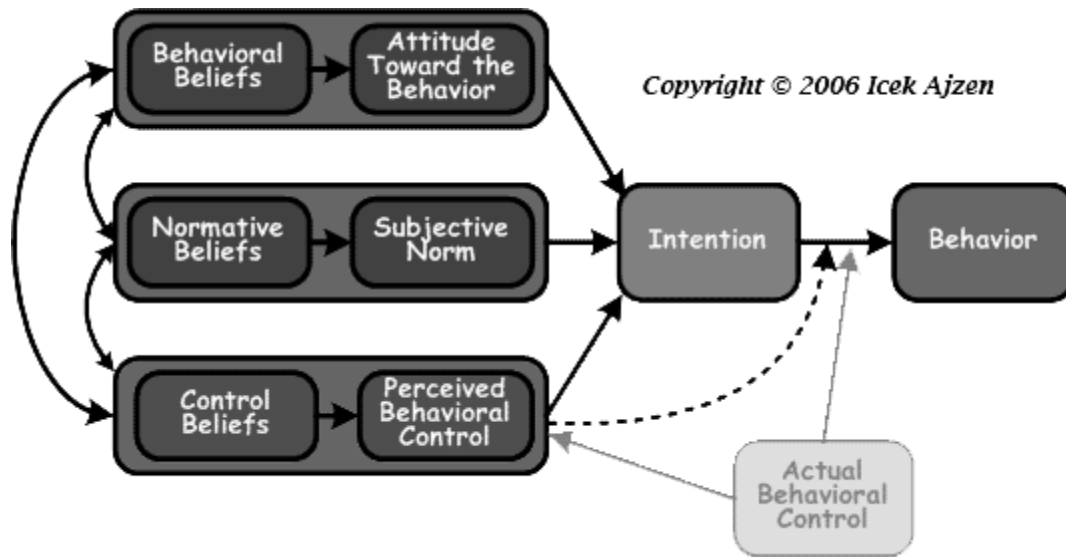 Behavioral
Beliefs
Attitude
Toward the
Behavior
Copyright © 2006 Icek Ajzen
Normative
Beliefs
Subjective
Norm
Intention
Behavior
Control
Beliefs
Perceived
Behavioral
Control
Actual
Behavioral
Control